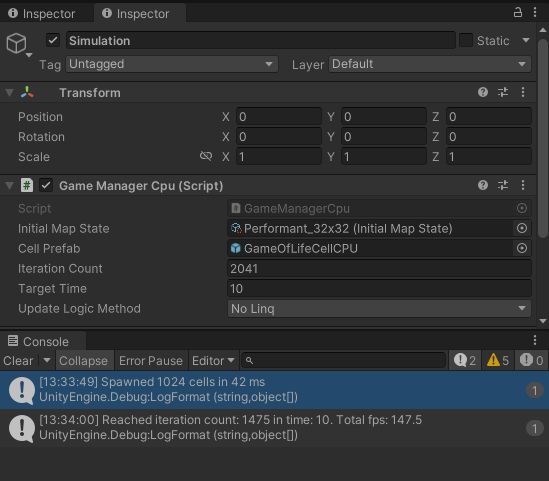 Inspector Inspector
Simulation Static
Tag Untagged Layer Default
Transform
Position X 0 Y 0 Z 0
Rotation X 0 Y 0 Z 0
Scale X 1 Y 1 Z 1
# Game Manager Cpu (Script)
Script # GameManagerCpu
Initial Map State Performant_32x32 (Initial Map State)
Cell Prefab GameOfLifeCellCPU
Iteration Count 2041
Target Time 10
Update Logic Method No Linq
Console
Clear Collapse Error Pause Editor 2 5 0
[13:33:49] Spawned 1024 cells in 42 ms
UnityEngine.Debug:LogFormat (string,object[]) 1
[13:34:00] Reached iteration count: 1475 in time: 10. Total fps: 147.5
UnityEngine.Debug:LogFormat (string,object[]) 1